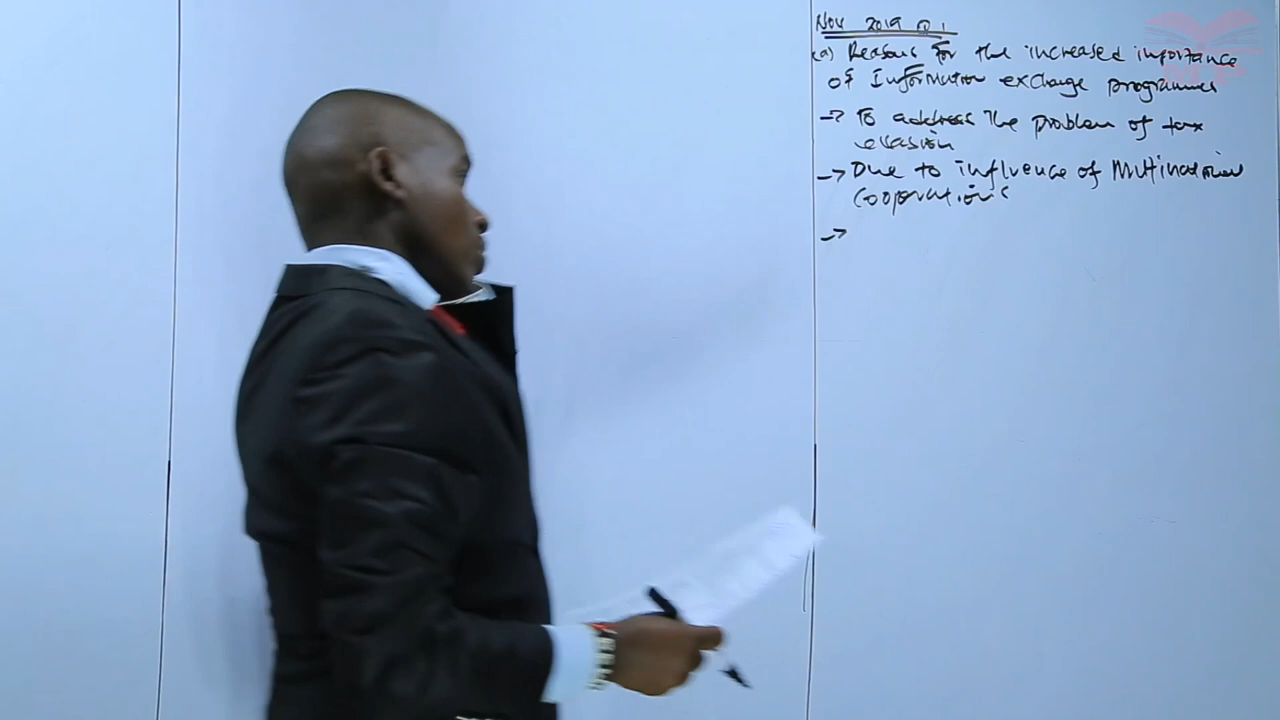 Nov 2019 Q1
(a) Reasons for the increased importance
of Information exchange programmes
→ To address the problem of tax
evasion
→ Due to influence of Multinational
Cooperations
→